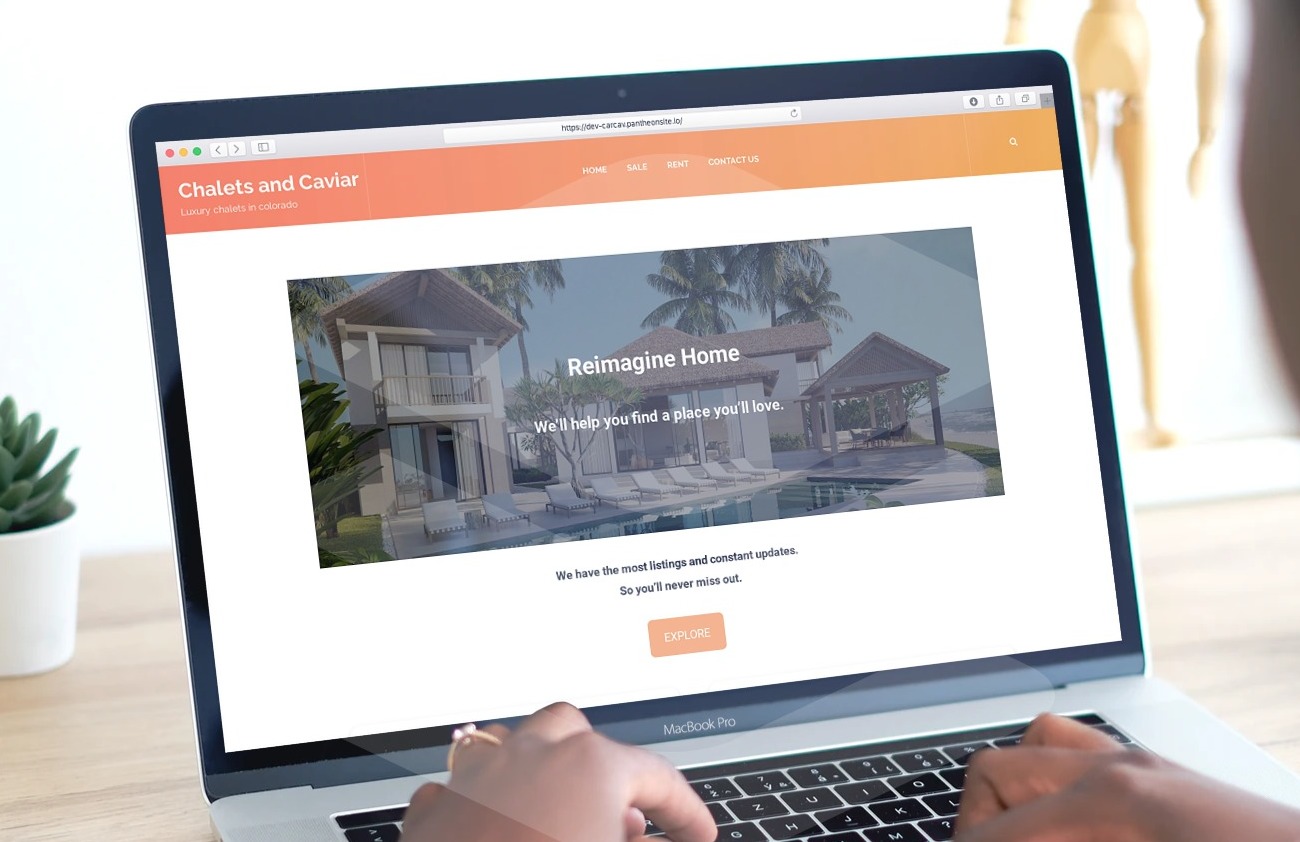 https://dev-carcav.pantheonsite.io/
Chalets and Caviar
Luxury chalets in colorado
HOME SALE RENT CONTACT US
Reimagine Home
We'll help you find a place you'll love.
We have the most listings and constant updates.
So you'll never miss out.
EXPLORE
MacBook Pro
Z U I O
G H J L
M